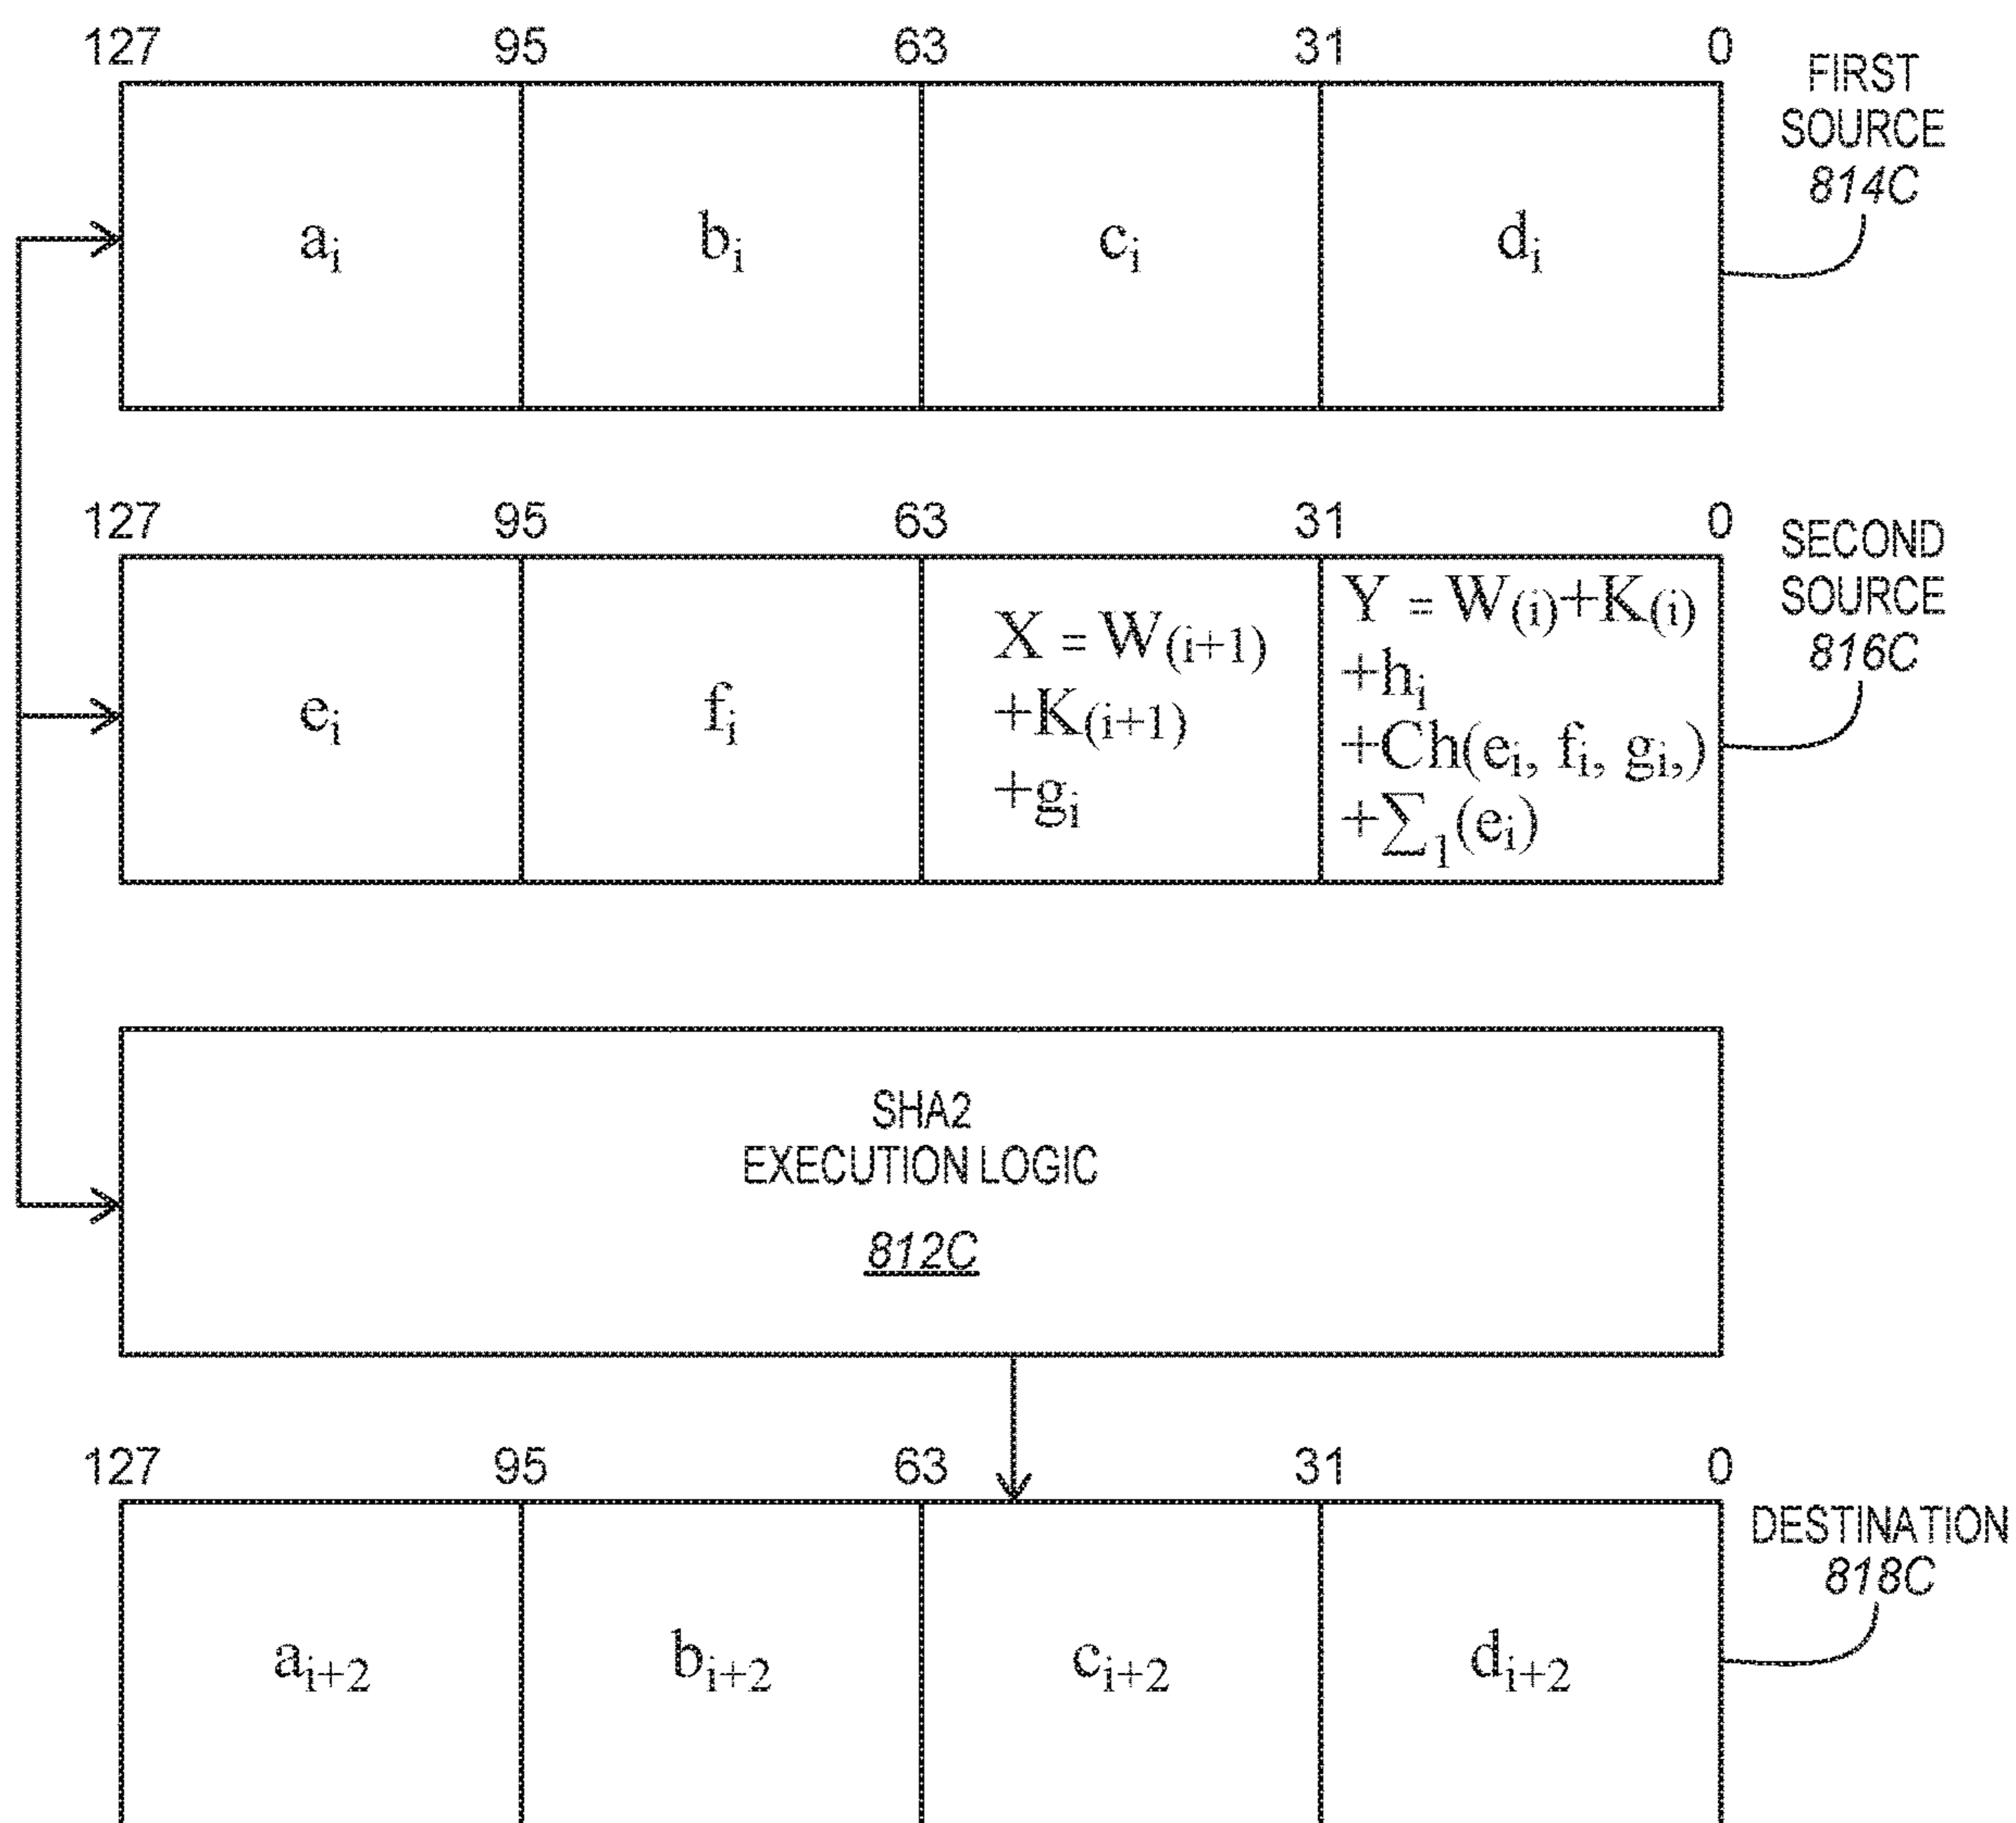 127 95 63 31 0
FIRST
SOURCE
814C
aᵢ bᵢ cᵢ dᵢ
127 95 63 31 0
SECOND
SOURCE
816C
eᵢ
fᵢ
X = W(i+1)
+K(i+1)
+gᵢ
Y = W(i)+K(i)
+hᵢ
+Ch(eᵢ, fᵢ, gᵢ,)
+∑₁(eᵢ)
SHA2
EXECUTION LOGIC
812C
127 95 63 31 0
DESTINATION
818C
aᵢ₊₂ bᵢ₊₂ cᵢ₊₂ dᵢ₊₂